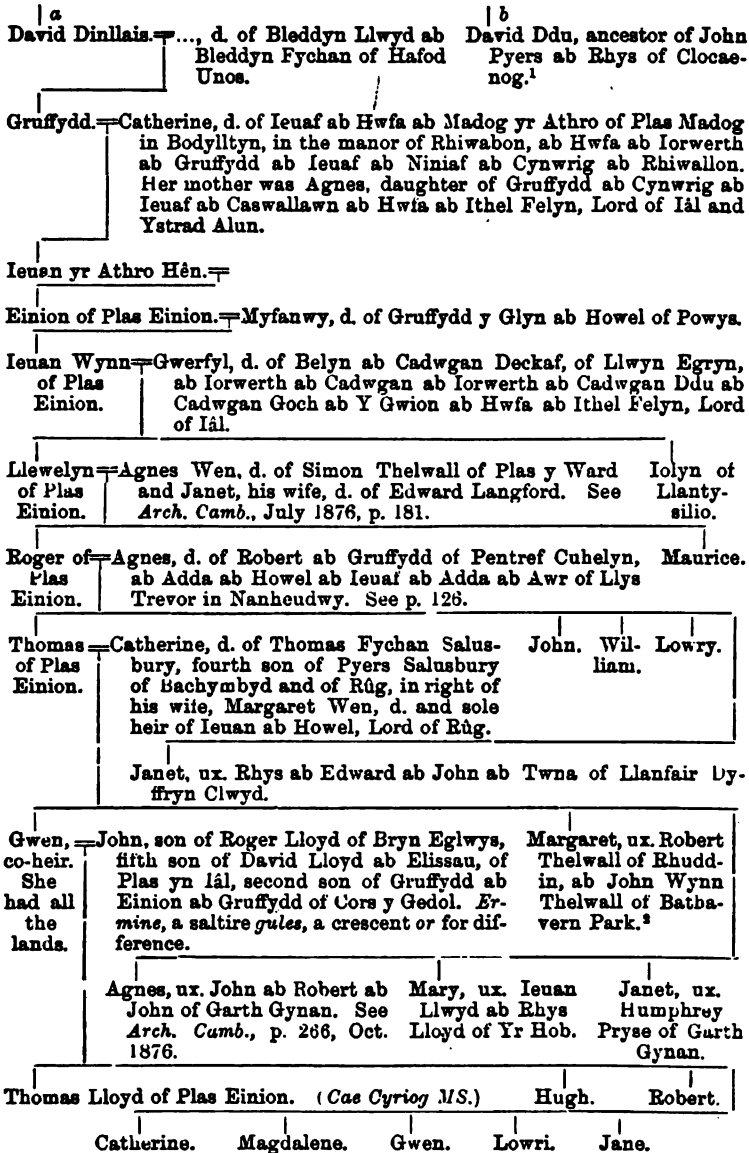 a b
David Dinllais. = ..., d. of Bleddyn Llwyd ab David Ddu, ancestor of John
Bleddyn Fychan of Hafod Pyers ab Rhys of Clocae-
Unos. nog.¹
Gruffydd. = Catherine, d. of Ieuaf ab Hwfa ab Madog yr Athro of Plas Madog
in Bodylltyn, in the manor of Rhiwabon, ab Hwfa ab Iorwerth
ab Gruffydd ab Ieuaf ab Niniaf ab Cynwrig ab Rhiwallon.
Her mother was Agnes, daughter of Gruffydd ab Cynwrig ab
Ieuaf ab Caswallawn ab Hwfa ab Ithel Felyn, Lord of Iâl and
Ystrad Alun.
Ieuan yr Athro Hên. =
Einion of Plas Einion. = Myfanwy, d. of Gruffydd y Glyn ab Howel of Powys.
Ieuan Wynn = Gwerfyl, d. of Belyn ab Cadwgan Deckaf, of Llwyn Egryn,
of Plas ab Iorwerth ab Cadwgan ab Iorwerth ab Cadwgan Ddu ab
Einion. Cadwgan Goch ab Y Gwion ab Hwfa ab Ithel Felyn, Lord
of Iâl.
Llewelyn = Agnes Wen, d. of Simon Thelwall of Plas y Ward Iolyn of
of Plas and Janet, his wife, d. of Edward Langford. See Llanty-
Einion. Arch. Camb., July 1876, p. 181. silio.
Roger of = Agnes, d. of Robert ab Gruffydd of Pentref Cuhelyn, Maurice.
Plas ab Adda ab Howel ab Ieuaf ab Adda ab Awr of Llys
Einion. Trevor in Nanheudwy. See p. 126.
Thomas = Catherine, d. of Thomas Fychan Salus- John. Wil- Lowry.
of Plas bury, fourth son of Pyers Salusbury liam.
Einion. of Bachymbyd and of Rûg, in right of
his wife, Margaret Wen, d. and sole
heir of Ieuan ab Howel, Lord of Rûg.
Janet, ux. Rhys ab Edward ab John ab Twna of Llanfair Dy-
ffryn Clwyd.
Gwen, = John, son of Roger Lloyd of Bryn Eglwys, Margaret, ux. Robert
co-heir. fifth son of David Lloyd ab Elissau, of Thelwall of Rhudd-
She Plas yn Iâl, second son of Gruffydd ab in, ab John Wynn
had all Einion ab Gruffydd of Cors y Gedol. Er- Thelwall of Batha-
the mine, a saltire gules, a crescent or for dif- vern Park.²
lands. ference.
Agnes, ux. John ab Robert ab Mary, ux. Ieuan Janet, ux.
John of Garth Gynan. See Llwyd ab Rhys Humphrey
Arch. Camb., p. 266, Oct. Lloyd of Yr Hob. Pryse of Garth
1876. Gynan.
Thomas Lloyd of Plas Einion. (Cae Cyriog MS.) Hugh. Robert.
Catherine. Magdalene. Gwen. Lowri. Jane.